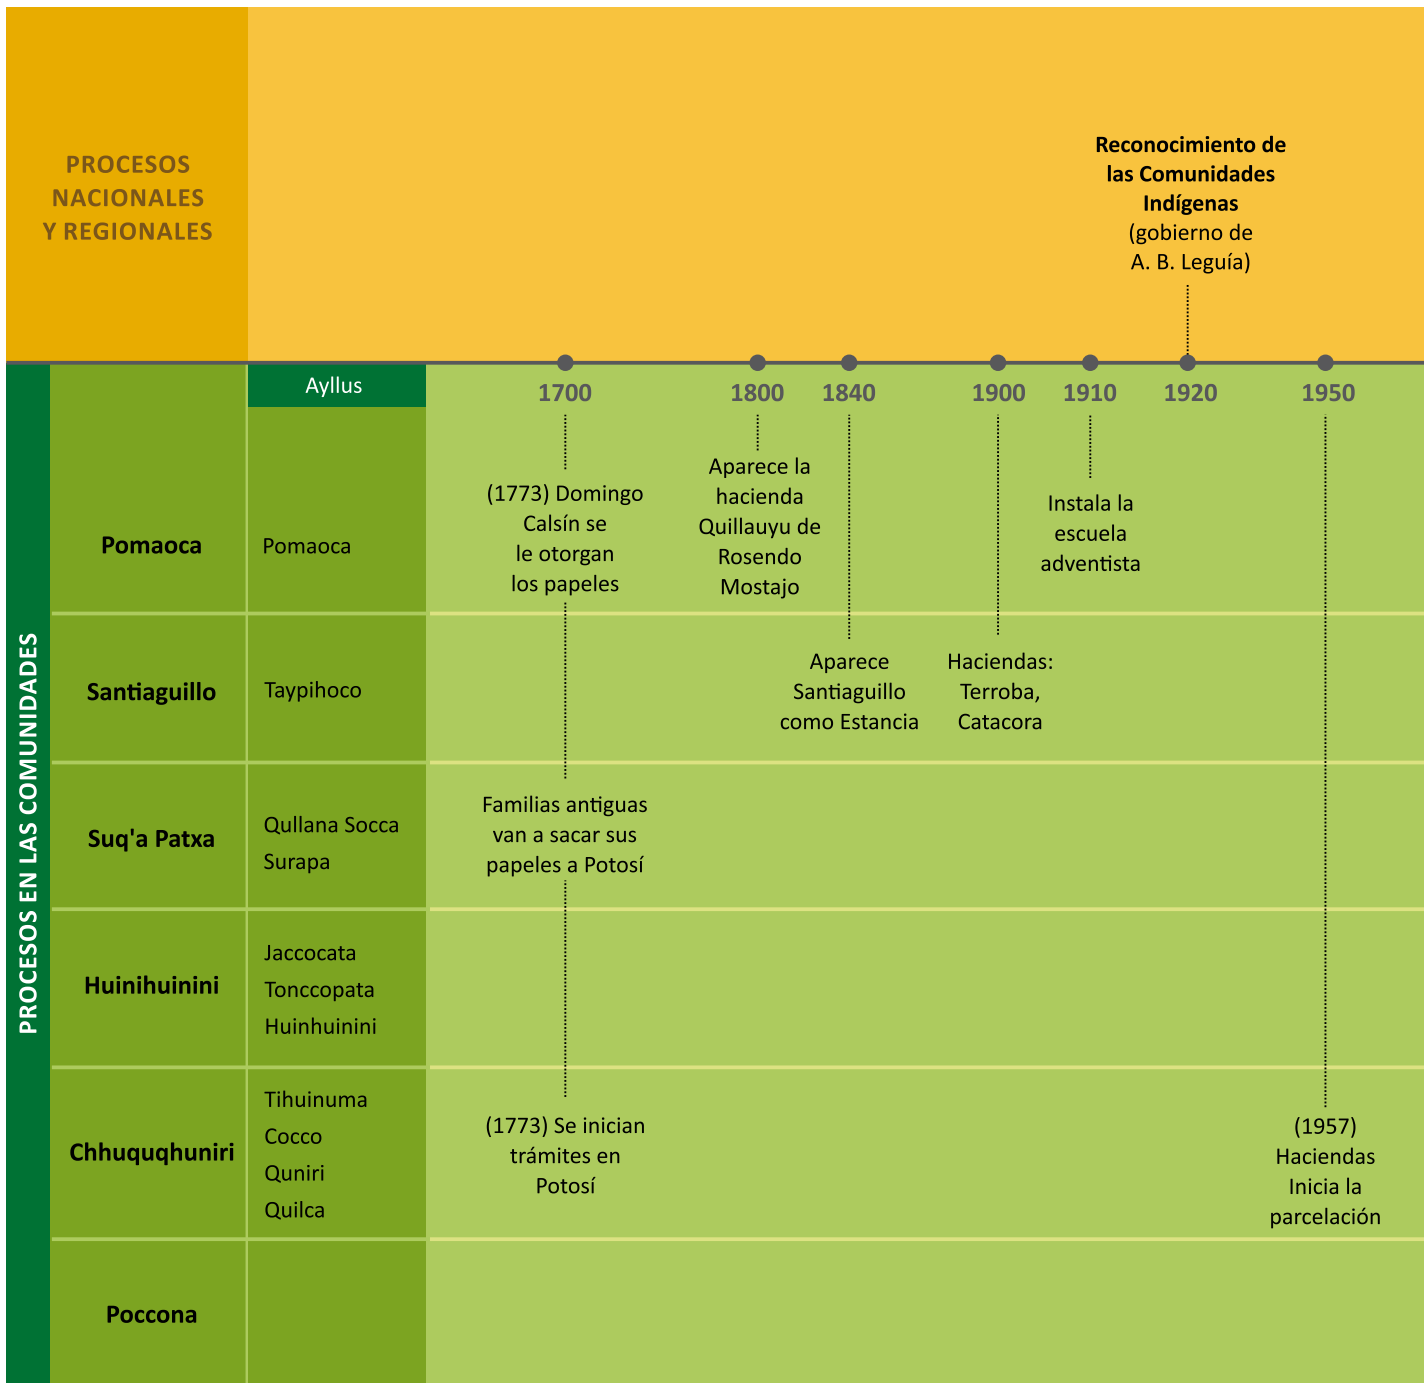 PROCESOS
NACIONALES
Y REGIONALES
Reconocimiento de
las Comunidades
Indígenas
(gobierno de
A. B. Leguía)
PROCESOS EN LAS COMUNIDADES
Ayllus
1700
1800
1840
1900
1910
1920
1950
Pomaoca
Pomaoca
(1773) Domingo
Calsín se
le otorgan
los papeles
Aparece la
hacienda
Quillauyu de
Rosendo
Mostajo
Instala la
escuela
adventista
Santiaguillo
Taypihoco
Aparece
Santiaguillo
como Estancia
Haciendas:
Terroba,
Catacora
Suq'a Patxa
Qullana Socca
Surapa
Familias antiguas
van a sacar sus
papeles a Potosí
Huinihuinini
Jaccocata
Tonccopata
Huinhuinini
Chhuquqhuniri
Tihuinuma
Cocco
Quniri
Quilca
(1773) Se inician
trámites en
Potosí
(1957)
Haciendas
Inicia la
parcelación
Poccona